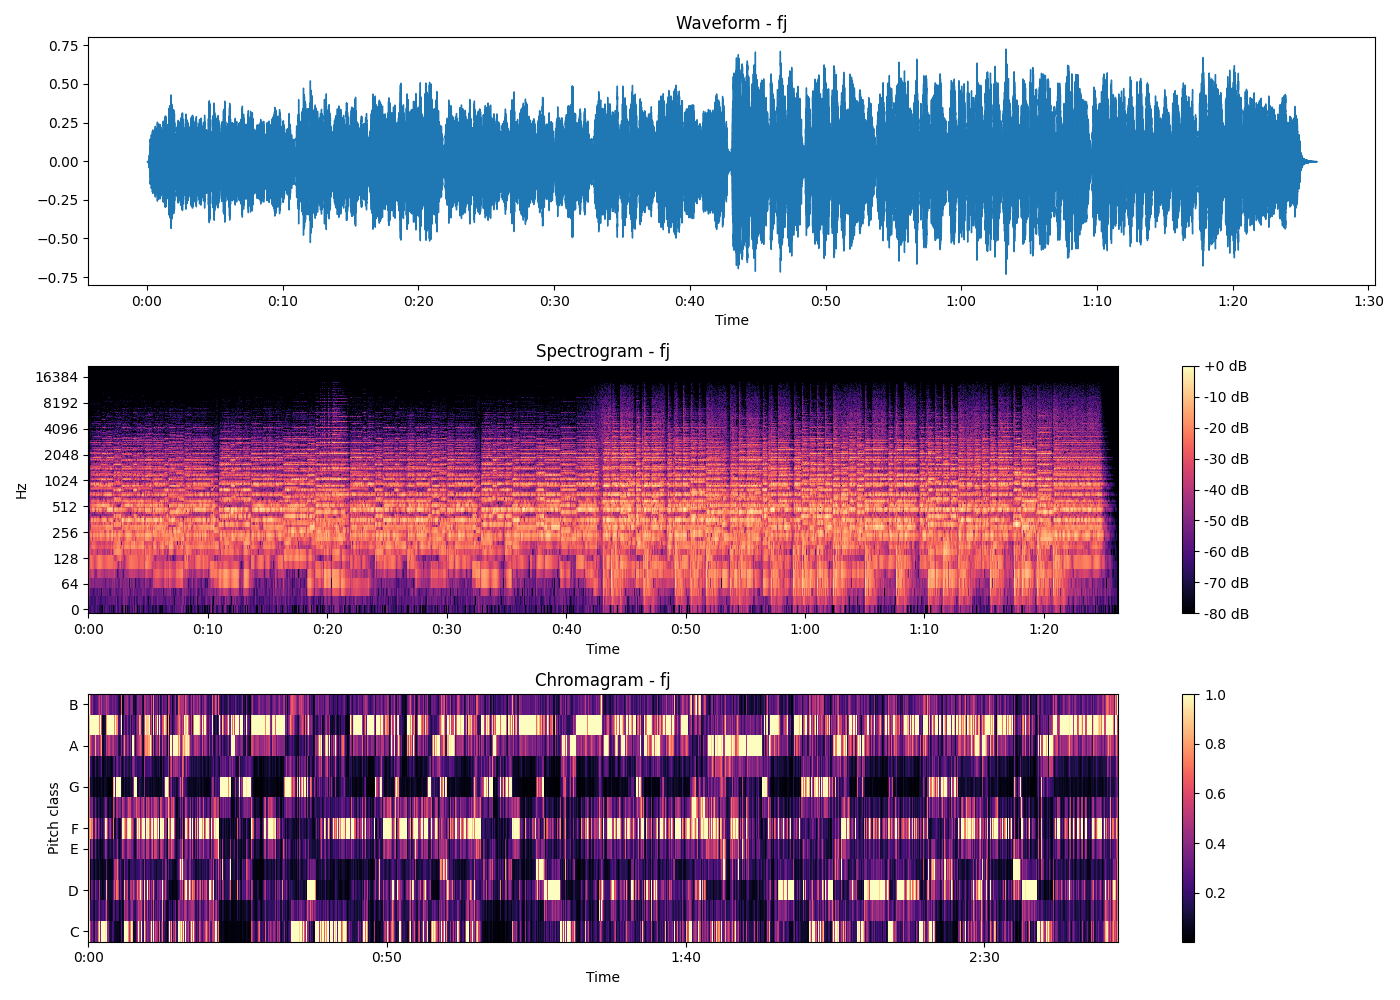 Waveform - fj
0.75
0.50
0.25
0.00
−0.25
−0.50
−0.75
0:00 0:10 0:20 0:30 0:40 0:50 1:00 1:10 1:20 1:30
Time
Spectrogram - fj
16384
8192
4096
2048
1024
512
256
128
64
0
Hz
0:00 0:10 0:20 0:30 0:40 0:50 1:00 1:10 1:20
Time
+0 dB
-10 dB
-20 dB
-30 dB
-40 dB
-50 dB
-60 dB
-70 dB
-80 dB
Chromagram - fj
B
A
G
F
E
D
C
Pitch class
0:00 0:50 1:40 2:30
Time
1.0
0.8
0.6
0.4
0.2